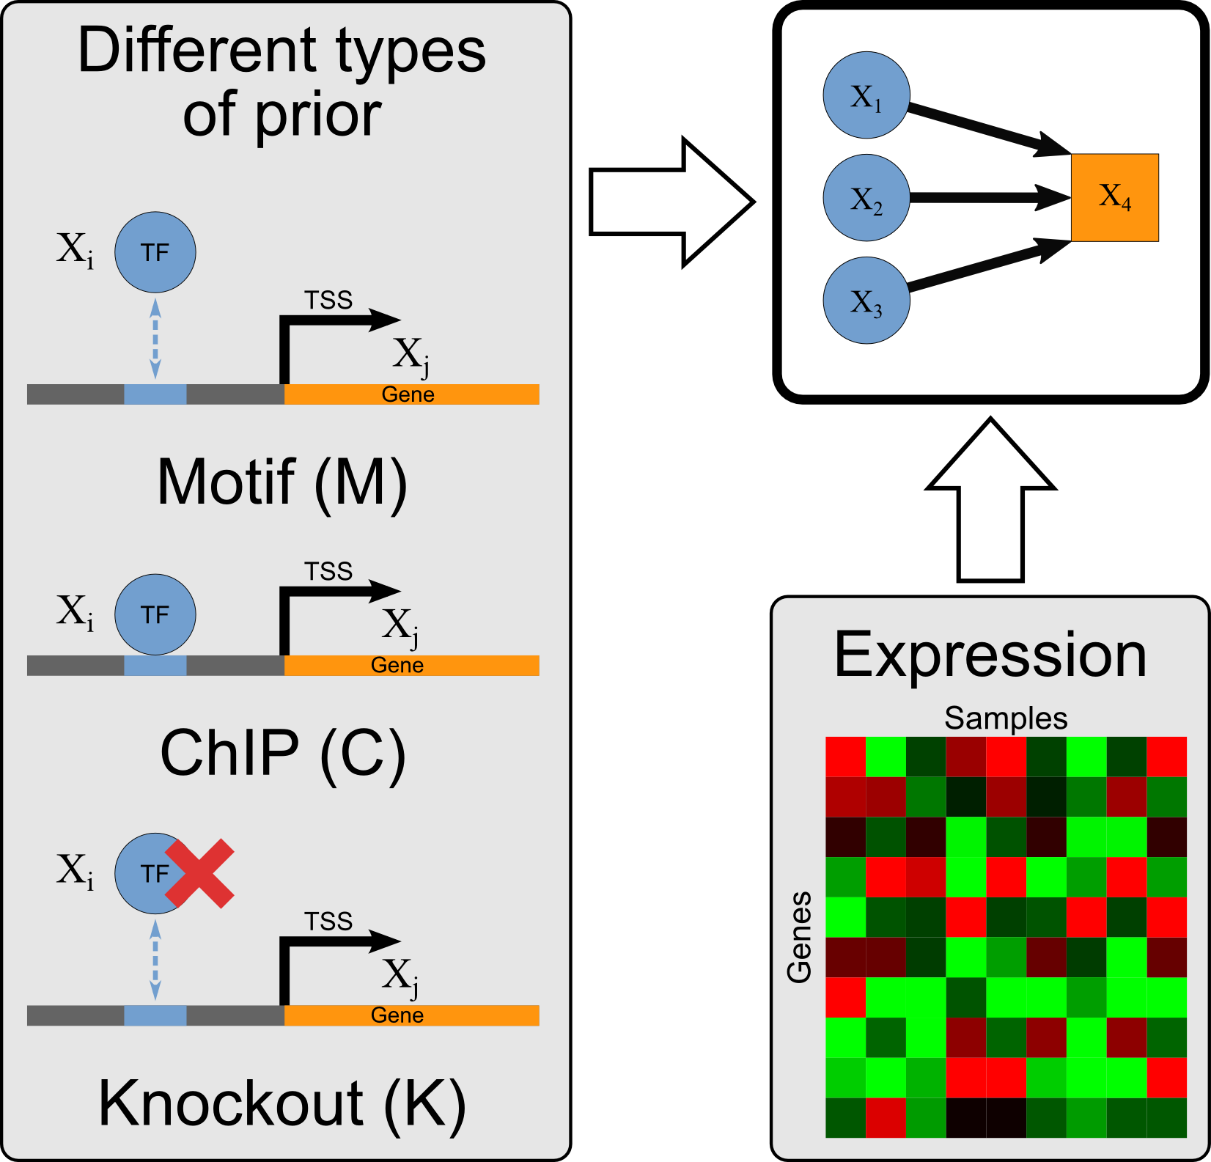 Different types
of prior
Xi
TF
TSS
Xj
Gene
Motif (M)
Xi
TF
TSS
Xj
Gene
ChIP (C)
Xi
TF
TSS
Xj
Gene
Knockout (K)
X1
X2
X3
X4
Expression
Samples
Genes